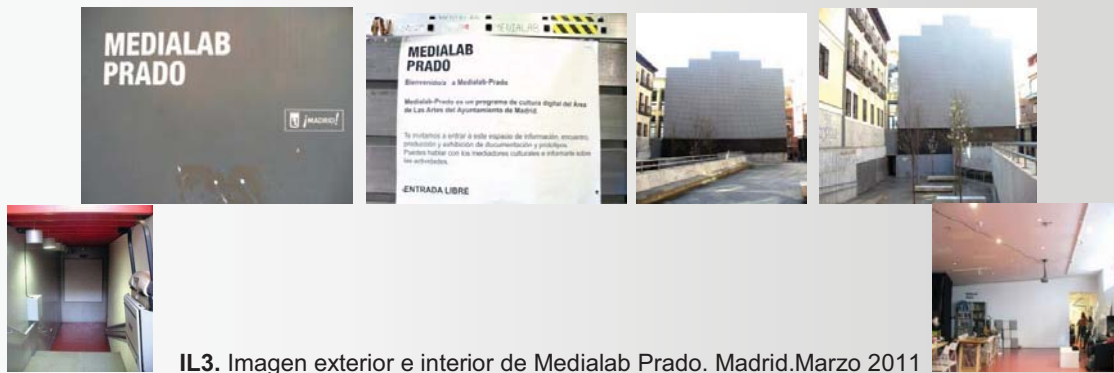 MEDIALAB
PRADO
¡MADRID!
MEDIALAB
MEDIALAB
PRADO
Bienvenido/a a Medialab-Prado
Medialab-Prado es un programa de cultura digital del Área
de Las Artes del Ayuntamiento de Madrid.
Te invitamos a entrar a este espacio de información, encuentro,
producción y exhibición de documentación y prototipos.
Puedes hablar con los mediadores culturales e informarte sobre
las actividades.
ENTRADA LIBRE
IL3. Imagen exterior e interior de Medialab Prado. Madrid.Marzo 2011